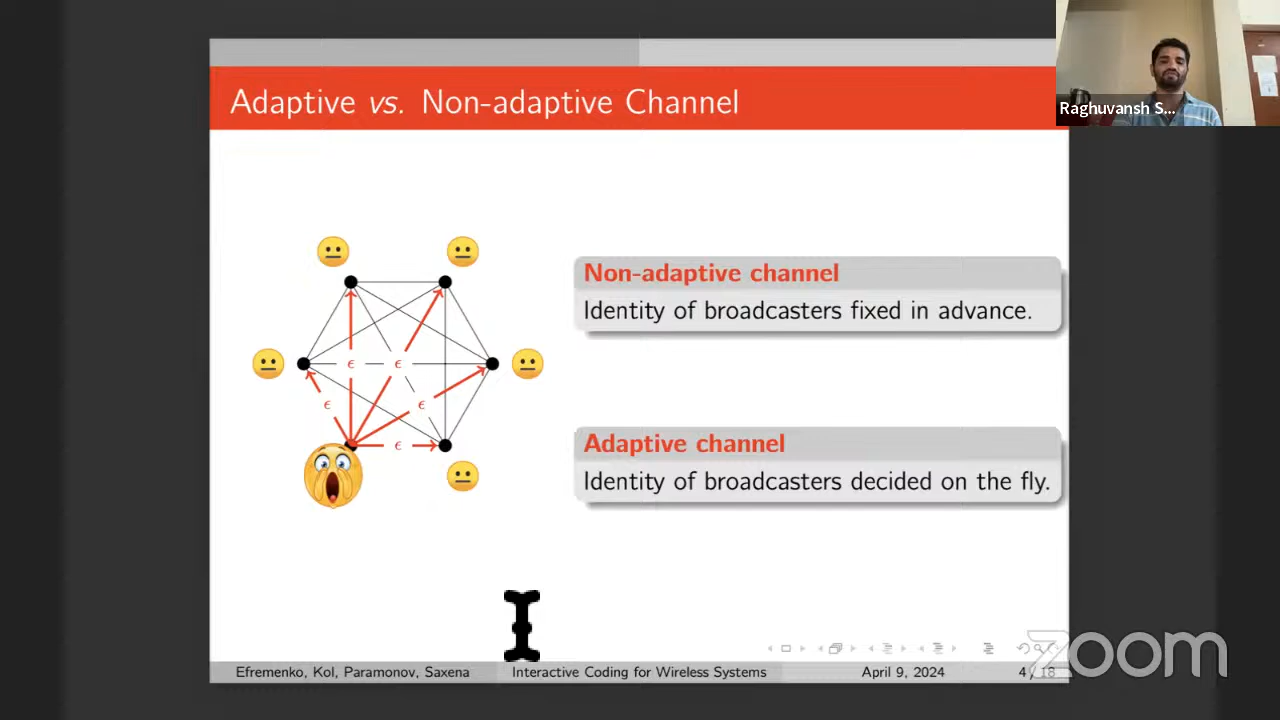 Adaptive vs. Non-adaptive Channel
Raghuvansh S...
Non-adaptive channel
Identity of broadcasters fixed in advance.
ϵ ϵ
ϵ ϵ
ϵ
Adaptive channel
Identity of broadcasters decided on the fly.
zoom
Efremenko, Kol, Paramonov, Saxena Interactive Coding for Wireless Systems April 9, 2024 4 / 18